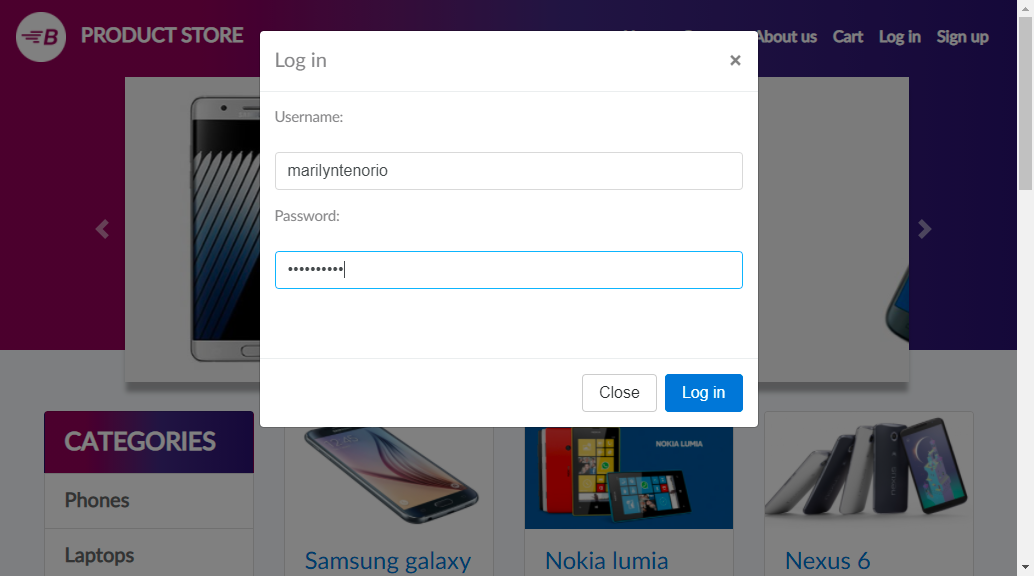 PRODUCT STORE
About us Cart Log in Sign up
Log in
×
Username:
marilyntenorio
Password:
••••••••••
Close Log in
CATEGORIES
Phones
Laptops
NOKIA LUMIA
Samsung galaxy
Nokia lumia
Nexus 6